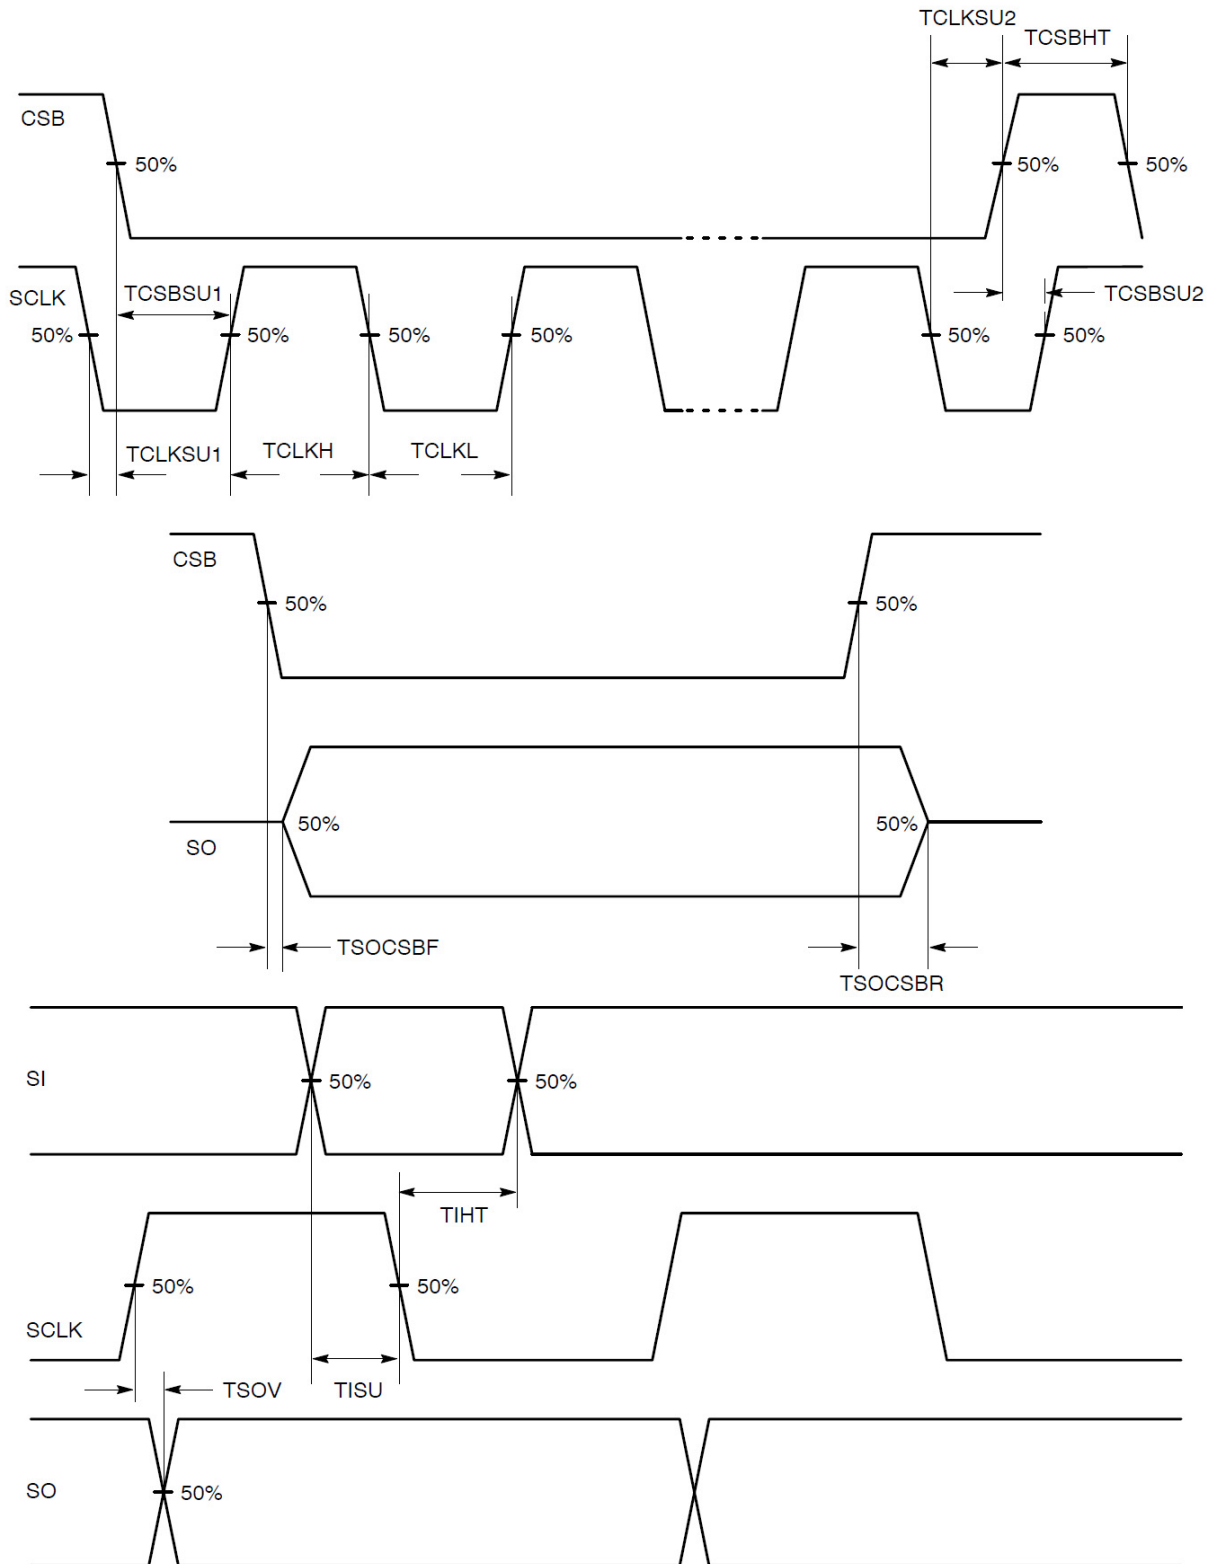 TCLKSU2
TCSBHT
CSB
50%
50%
50%
SCLK
TCSBSU1
TCSBSU2
50%
50%
50%
50%
50%
50%
TCLKSU1
TCLKH
TCLKL
CSB
50%
50%
50%
50%
SO
TSOCSBF
TSOCSBR
SI
50%
50%
TIHT
50%
50%
SCLK
TSOV
TISU
SO
50%